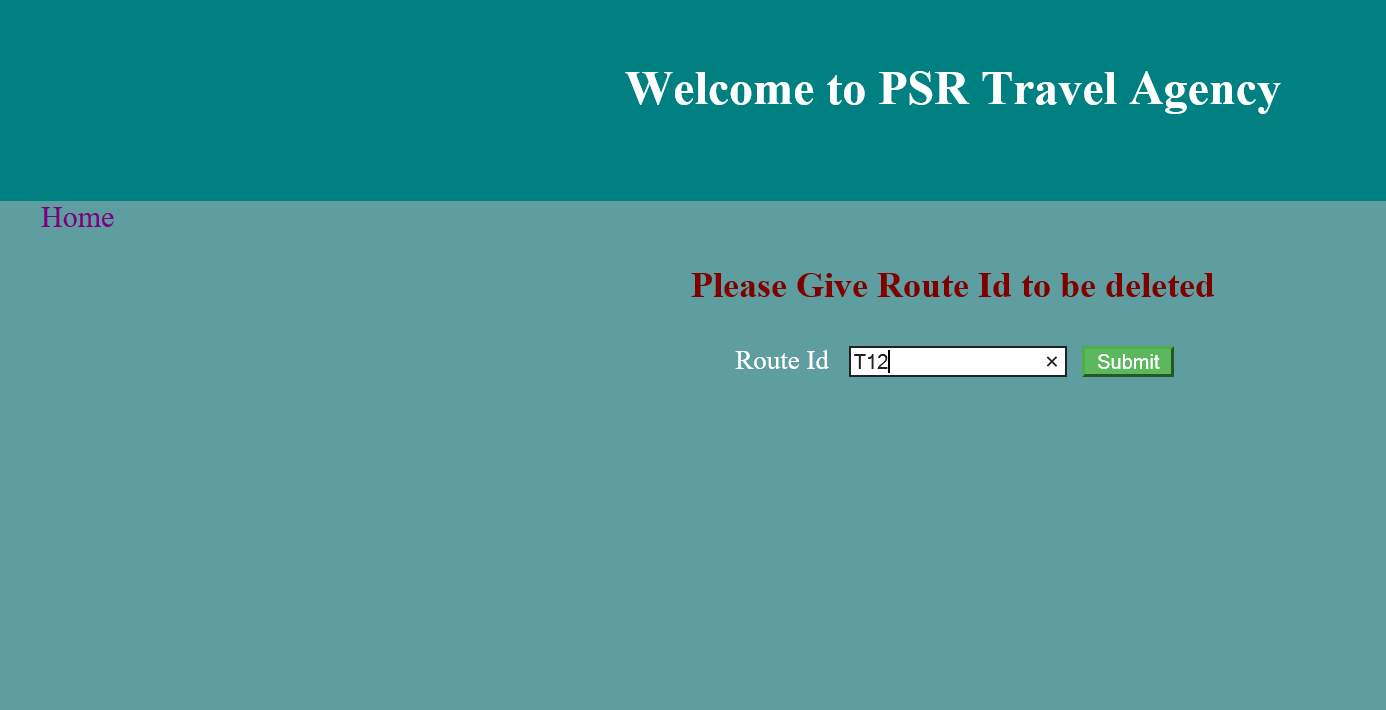 Welcome to PSR Travel Agency
Home
Please Give Route Id to be deleted
Route Id T12 × Submit